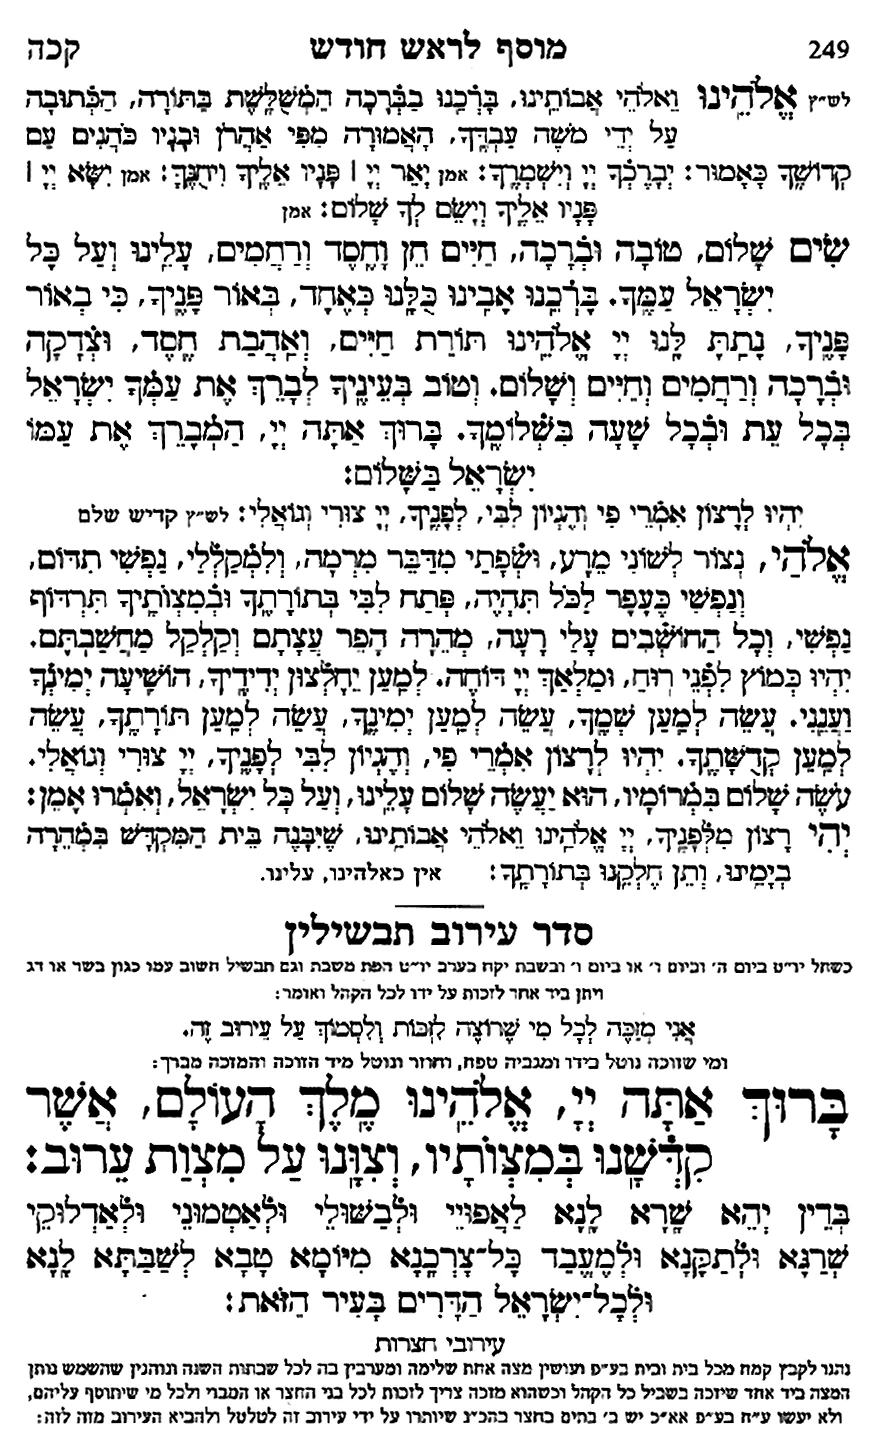 249 מוסף לראש חודש קכה
לש״ץ אֱלֹהֵֽינוּ וֵאלֹהֵי אֲבוֹתֵֽינוּ, בָּרְכֵֽנוּ בַבְּרָכָה הַמְשֻׁלֶּֽשֶׁת בַּתּוֹרָה, הַכְּתוּבָה
עַל יְדֵי מֹשֶׁה עַבְדֶּֽךָ, הָאֲמוּרָה מִפִּי אַהֲרֹן וּבָנָיו כֹּהֲנִים עַם
קְדוֹשֶֽׁךָ כָּאָמוּר: יְבָרֶכְךָ יְיָ וְיִשְׁמְרֶֽךָ: אמן יָאֵר יְיָ | פָּנָיו אֵלֶֽיךָ וִיחֻנֶּֽךָּ: אמן יִשָּׂא יְיָ |
פָּנָיו אֵלֶֽיךָ וְיָשֵׂם לְךָ שָׁלוֹם: אמן
שִׂים שָׁלוֹם, טוֹבָה וּבְרָכָה, חַיִּים חֵן וָחֶֽסֶד וְרַחֲמִים, עָלֵֽינוּ וְעַל כָּל
יִשְׂרָאֵל עַמֶּֽךָ. בָּרְכֵֽנוּ אָבִֽינוּ כֻּלָּֽנוּ כְּאֶחָד, בְּאוֹר פָּנֶֽיךָ, כִּי בְאוֹר
פָּנֶֽיךָ, נָתַֽתָּ לָּֽנוּ יְיָ אֱלֹהֵֽינוּ תּוֹרַת חַיִּים, וְאַהֲבַת חֶֽסֶד, וּצְדָקָה
וּבְרָכָה וְרַחֲמִים וְחַיִּים וְשָׁלוֹם. וְטוֹב בְּעֵינֶֽיךָ לְבָרֵךְ אֶת עַמְּךָ יִשְׂרָאֵל
בְּכָל עֵת וּבְכָל שָׁעָה בִּשְׁלוֹמֶֽךָ. בָּרוּךְ אַתָּה יְיָ, הַמְבָרֵךְ אֶת עַמּוֹ
יִשְׂרָאֵל בַּשָּׁלוֹם:
יִהְיוּ לְרָצוֹן אִמְרֵי פִי וְהֶגְיוֹן לִבִּי, לְפָנֶֽיךָ, יְיָ צוּרִי וְגוֹאֲלִי: לש״ץ קדיש שלם
אֱלֹהַי, נְצוֹר לְשׁוֹנִי מֵרָע, וּשְׂפָתַי מִדַּבֵּר מִרְמָה, וְלִמְקַלְלַי, נַפְשִׁי תִדּוֹם,
וְנַפְשִׁי כֶּעָפָר לַכֹּל תִּהְיֶה, פְּתַח לִבִּי בְּתוֹרָתֶֽךָ וּבְמִצְוֹתֶֽיךָ תִּרְדּוֹף
נַפְשִׁי, וְכָל הַחוֹשְׁבִים עָלַי רָעָה, מְהֵרָה הָפֵר עֲצָתָם וְקַלְקֵל מַחֲשַׁבְתָּם.
יִהְיוּ כְּמוֹץ לִפְנֵי רֽוּחַ, וּמַלְאַךְ יְיָ דּוֹחֶה. לְמַֽעַן יֵחָלְצוּן יְדִידֶֽיךָ, הוֹשִֽׁיעָה יְמִינְךָ
וַעֲנֵֽנִי. עֲשֵׂה לְמַֽעַן שְׁמֶֽךָ, עֲשֵׂה לְמַֽעַן יְמִינֶֽךָ, עֲשֵׂה לְמַֽעַן תּוֹרָתֶֽךָ, עֲשֵׂה
לְמַֽעַן קְדֻשָּׁתֶֽךָ. יִהְיוּ לְרָצוֹן אִמְרֵי פִי, וְהֶגְיוֹן לִבִּי לְפָנֶֽיךָ, יְיָ צוּרִי וְגוֹאֲלִי.
עֹשֶׂה שָׁלוֹם בִּמְרוֹמָיו, הוּא יַעֲשֶׂה שָׁלוֹם עָלֵֽינוּ, וְעַל כָּל יִשְׂרָאֵל, וְאִמְרוּ אָמֵן:
יְהִי רָצוֹן מִלְּפָנֶֽיךָ, יְיָ אֱלֹהֵֽינוּ וֵאלֹהֵי אֲבוֹתֵֽינוּ, שֶׁיִּבָּנֶה בֵּית הַמִּקְדָּשׁ בִּמְהֵרָה
בְיָמֵֽינוּ, וְתֵן חֶלְקֵֽנוּ בְּתוֹרָתֶֽךָ: אין כאלהינו, עלינו.
סדר עירוב תבשילין
כשחל יו״ט ביום ה׳ וביום ו׳ או ביום ו׳ ובשבת יקח בערב יו״ט הפת משבת וגם תבשיל חשוב עמו כגון בשר או דג
ויתן ביד אחר לזכות על ידו לכל הקהל ואומר:
אֲנִי מְזַכֶּה לְכָל מִי שֶׁרוֹצֶה לִזְכּוֹת וְלִסְמוֹךְ עַל עֵירוּב זֶה.
ומי שזוכה נוטל בידו ומגביה טפח, וחוזר ונוטל מיד הזוכה והמזכה מברך:
בָּרוּךְ אַתָּה יְיָ, אֱלֹהֵֽינוּ מֶֽלֶךְ הָעוֹלָם, אֲשֶׁר
קִדְּשָֽׁנוּ בְּמִצְוֹתָיו, וְצִוָּֽנוּ עַל מִצְוַת עֵרוּב:
בְּדֵין יְהֵא שָׁרֵא לָֽנָא לַאֲפוּיֵי וּלְבַשּׁוּלֵי וּלְאַטְמוּנֵי וּלְאַדְלוּקֵי
שְׁרַגָּא וּלְתַקָּנָא וּלְמֶעֱבַד כָּל־צָרְכָֽנָא מִיּוֹמָא טָבָא לְשַׁבַּתָּא לָֽנָא
וּלְכָל־יִשְׂרָאֵל הַדָּרִים בָּעִיר הַזֹּאת:
עירובי חצרות
נהגו לקבץ קמח מכל בית ובית בע״פ ועושין מצה אחת שלימה ומערבין בה לכל שבתות השנה ונוהגין שהשמש נותן
המצה ביד אחד שיזכה בשביל כל הקהל וכשהוא מזכה צריך לזכות לכל בני החצר או המבוי ולכל מי שיתוסף עליהם,
ולא יעשו ע״ח בע״פ אא״כ יש ב׳ בתים בחצר בהכ״נ שיותרו על ידי עירוב זה לטלטל ולהביא העירוב מזה לזה: